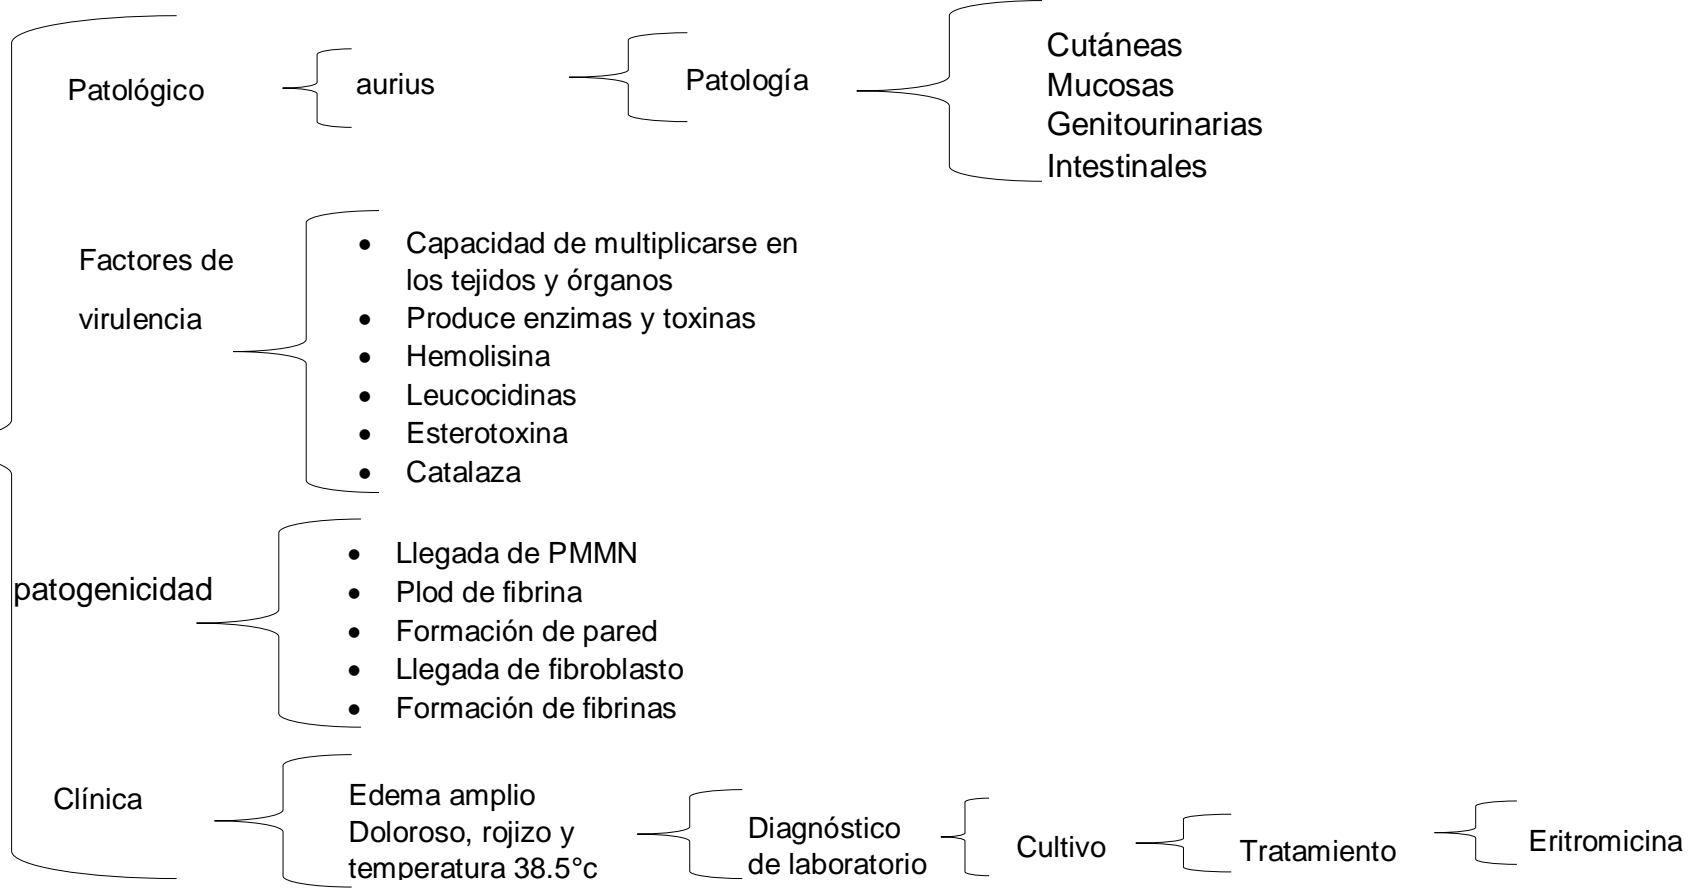 Patológico
aurius
Patología
Cutáneas
Mucosas
Genitourinarias
Intestinales
Factores de
virulencia
• Capacidad de multiplicarse en
los tejidos y órganos
• Produce enzimas y toxinas
• Hemolisina
• Leucocidinas
• Esterotoxina
• Catalaza
patogenicidad
• Llegada de PMMN
• Plod de fibrina
• Formación de pared
• Llegada de fibroblasto
• Formación de fibrinas
Clínica
Edema amplio
Doloroso, rojizo y
temperatura 38.5°c
Diagnóstico
de laboratorio
Cultivo
Tratamiento
Eritromicina